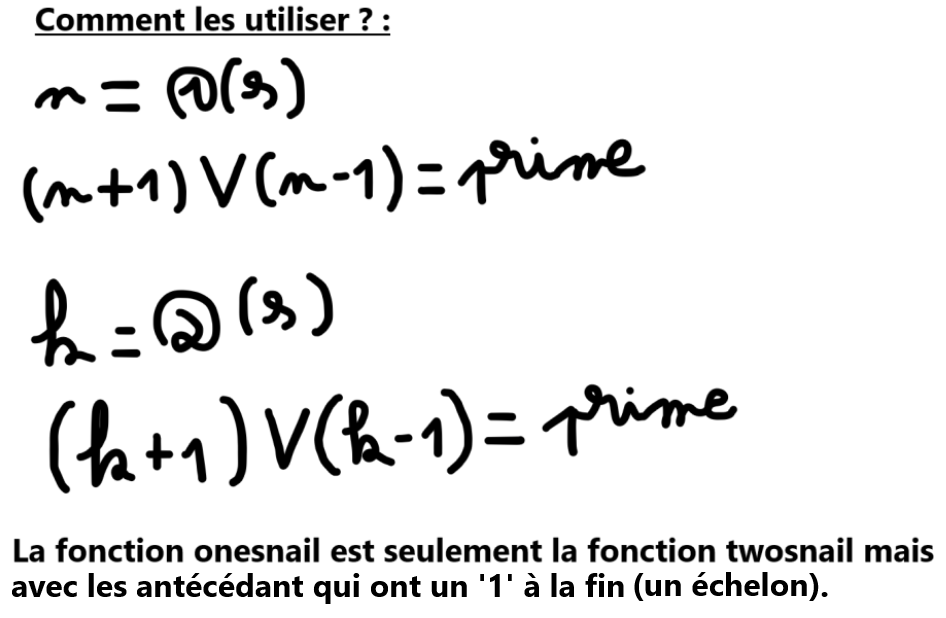 Comment les utiliser ? :
n = ①(s)
(n+1) V (n-1) = prime
k = ②(s)
(k+1) V (k-1) = prime
La fonction onesnail est seulement la fonction twosnail mais
avec les antécédant qui ont un '1' à la fin (un échelon).